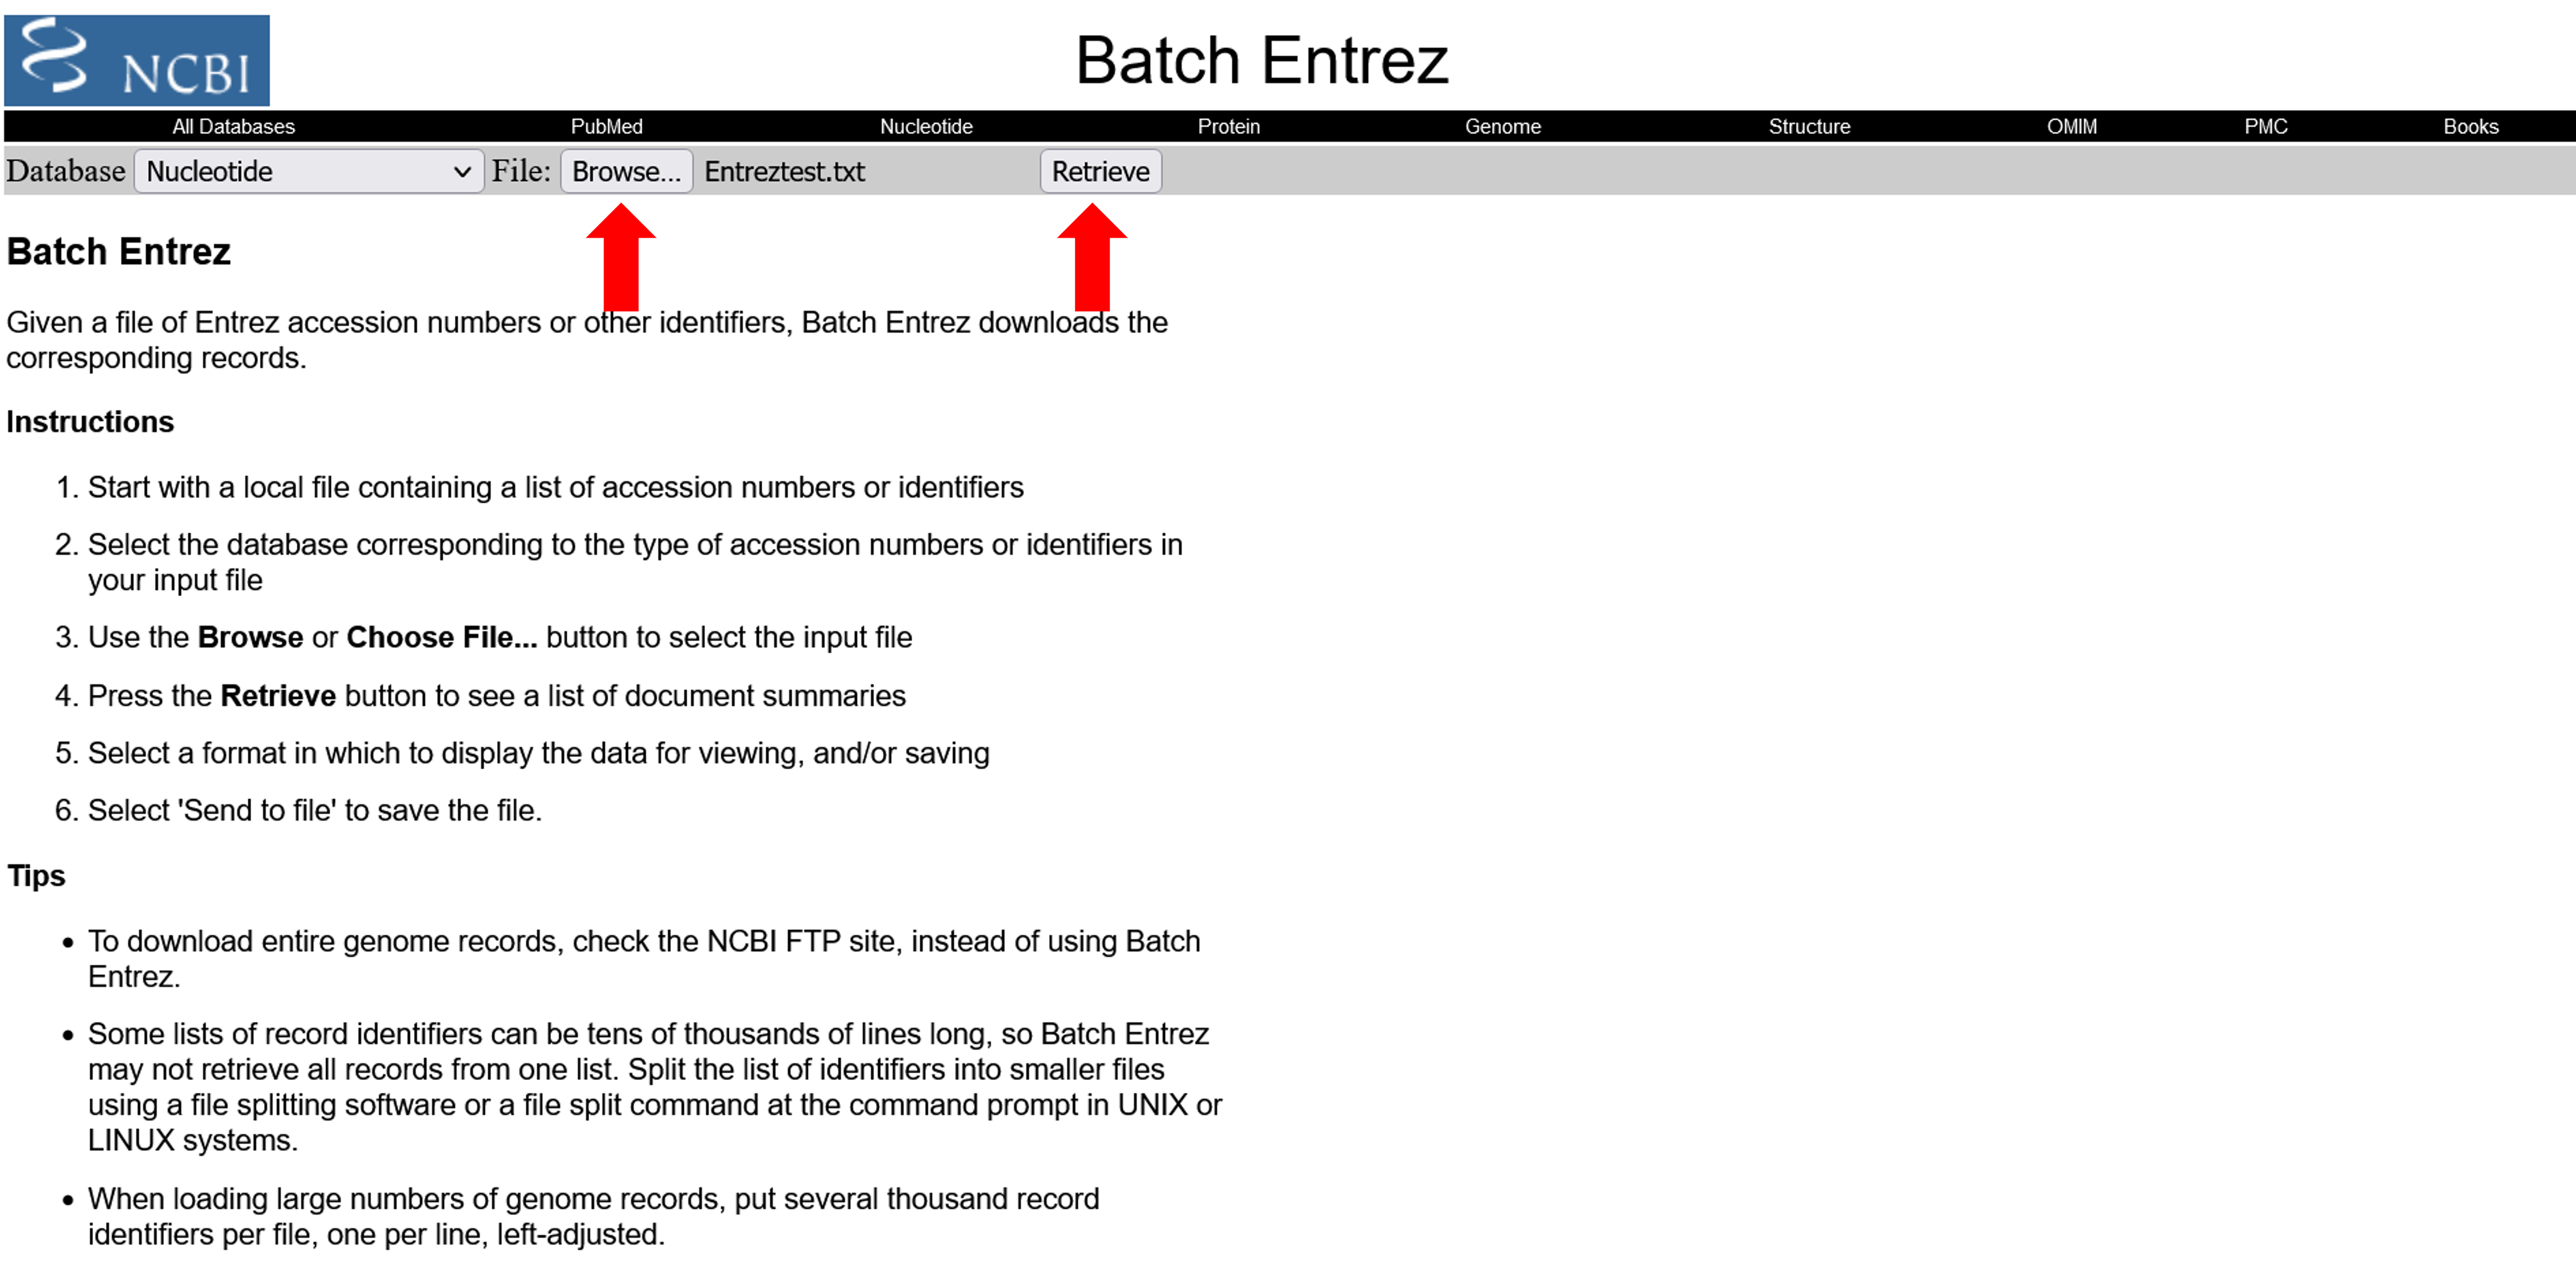 NCBI
Batch Entrez
All Databases PubMed Nucleotide Protein Genome Structure OMIM PMC Books
Database Nucleotide File: Browse... Entreztest.txt Retrieve
Batch Entrez
Given a file of Entrez accession numbers or other identifiers, Batch Entrez downloads the
corresponding records.
Instructions
1. Start with a local file containing a list of accession numbers or identifiers
2. Select the database corresponding to the type of accession numbers or identifiers in
your input file
3. Use the Browse or Choose File... button to select the input file
4. Press the Retrieve button to see a list of document summaries
5. Select a format in which to display the data for viewing, and/or saving
6. Select 'Send to file' to save the file.
Tips
• To download entire genome records, check the NCBI FTP site, instead of using Batch
Entrez.
• Some lists of record identifiers can be tens of thousands of lines long, so Batch Entrez
may not retrieve all records from one list. Split the list of identifiers into smaller files
using a file splitting software or a file split command at the command prompt in UNIX or
LINUX systems.
• When loading large numbers of genome records, put several thousand record
identifiers per file, one per line, left-adjusted.